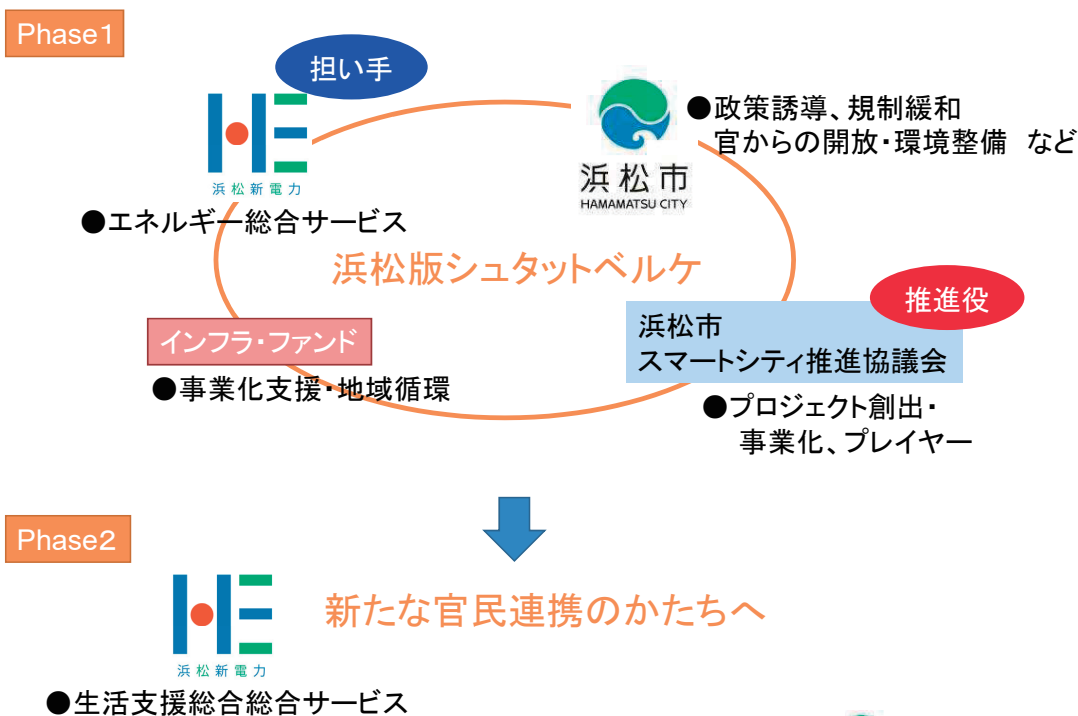 Phase1
担い手
浜松新電力
●エネルギー総合サービス
浜松市
HAMAMATSU CITY
●政策誘導、規制緩和
官からの開放・環境整備 など
浜松版シュタットベルケ
インフラ・ファンド
●事業化支援・地域循環
推進役
浜松市
スマートシティ推進協議会
●プロジェクト創出・
事業化、プレイヤー
Phase2
浜松新電力
新たな官民連携のかたちへ
●生活支援総合総合サービス